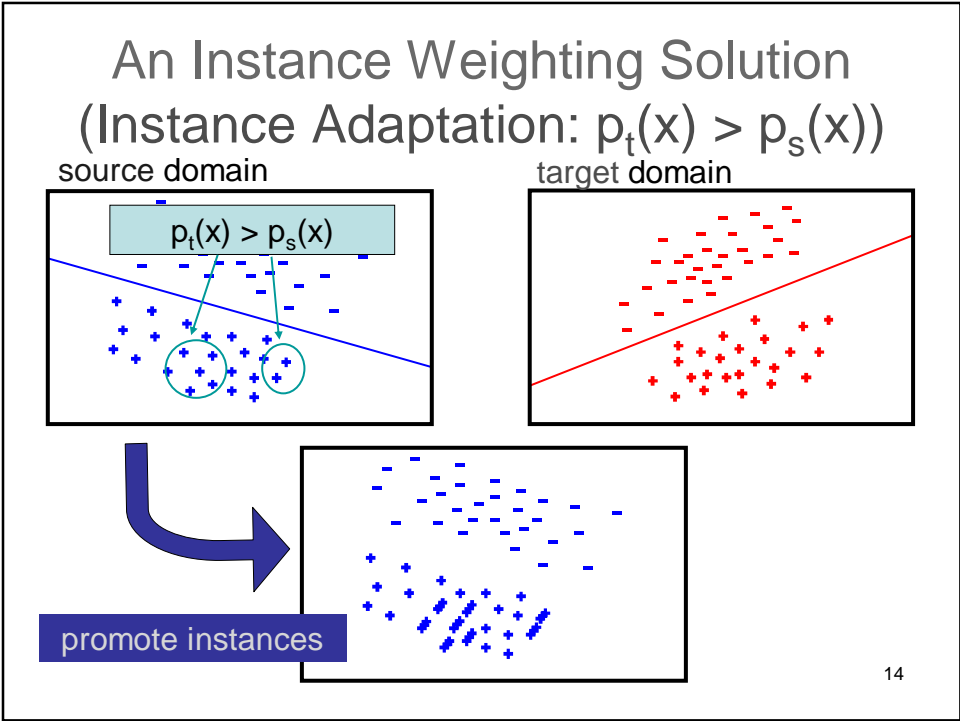 An Instance Weighting Solution
(Instance Adaptation: pₜ(x) > pₛ(x))
source domain
target domain
pₜ(x) > pₛ(x)
promote instances
14